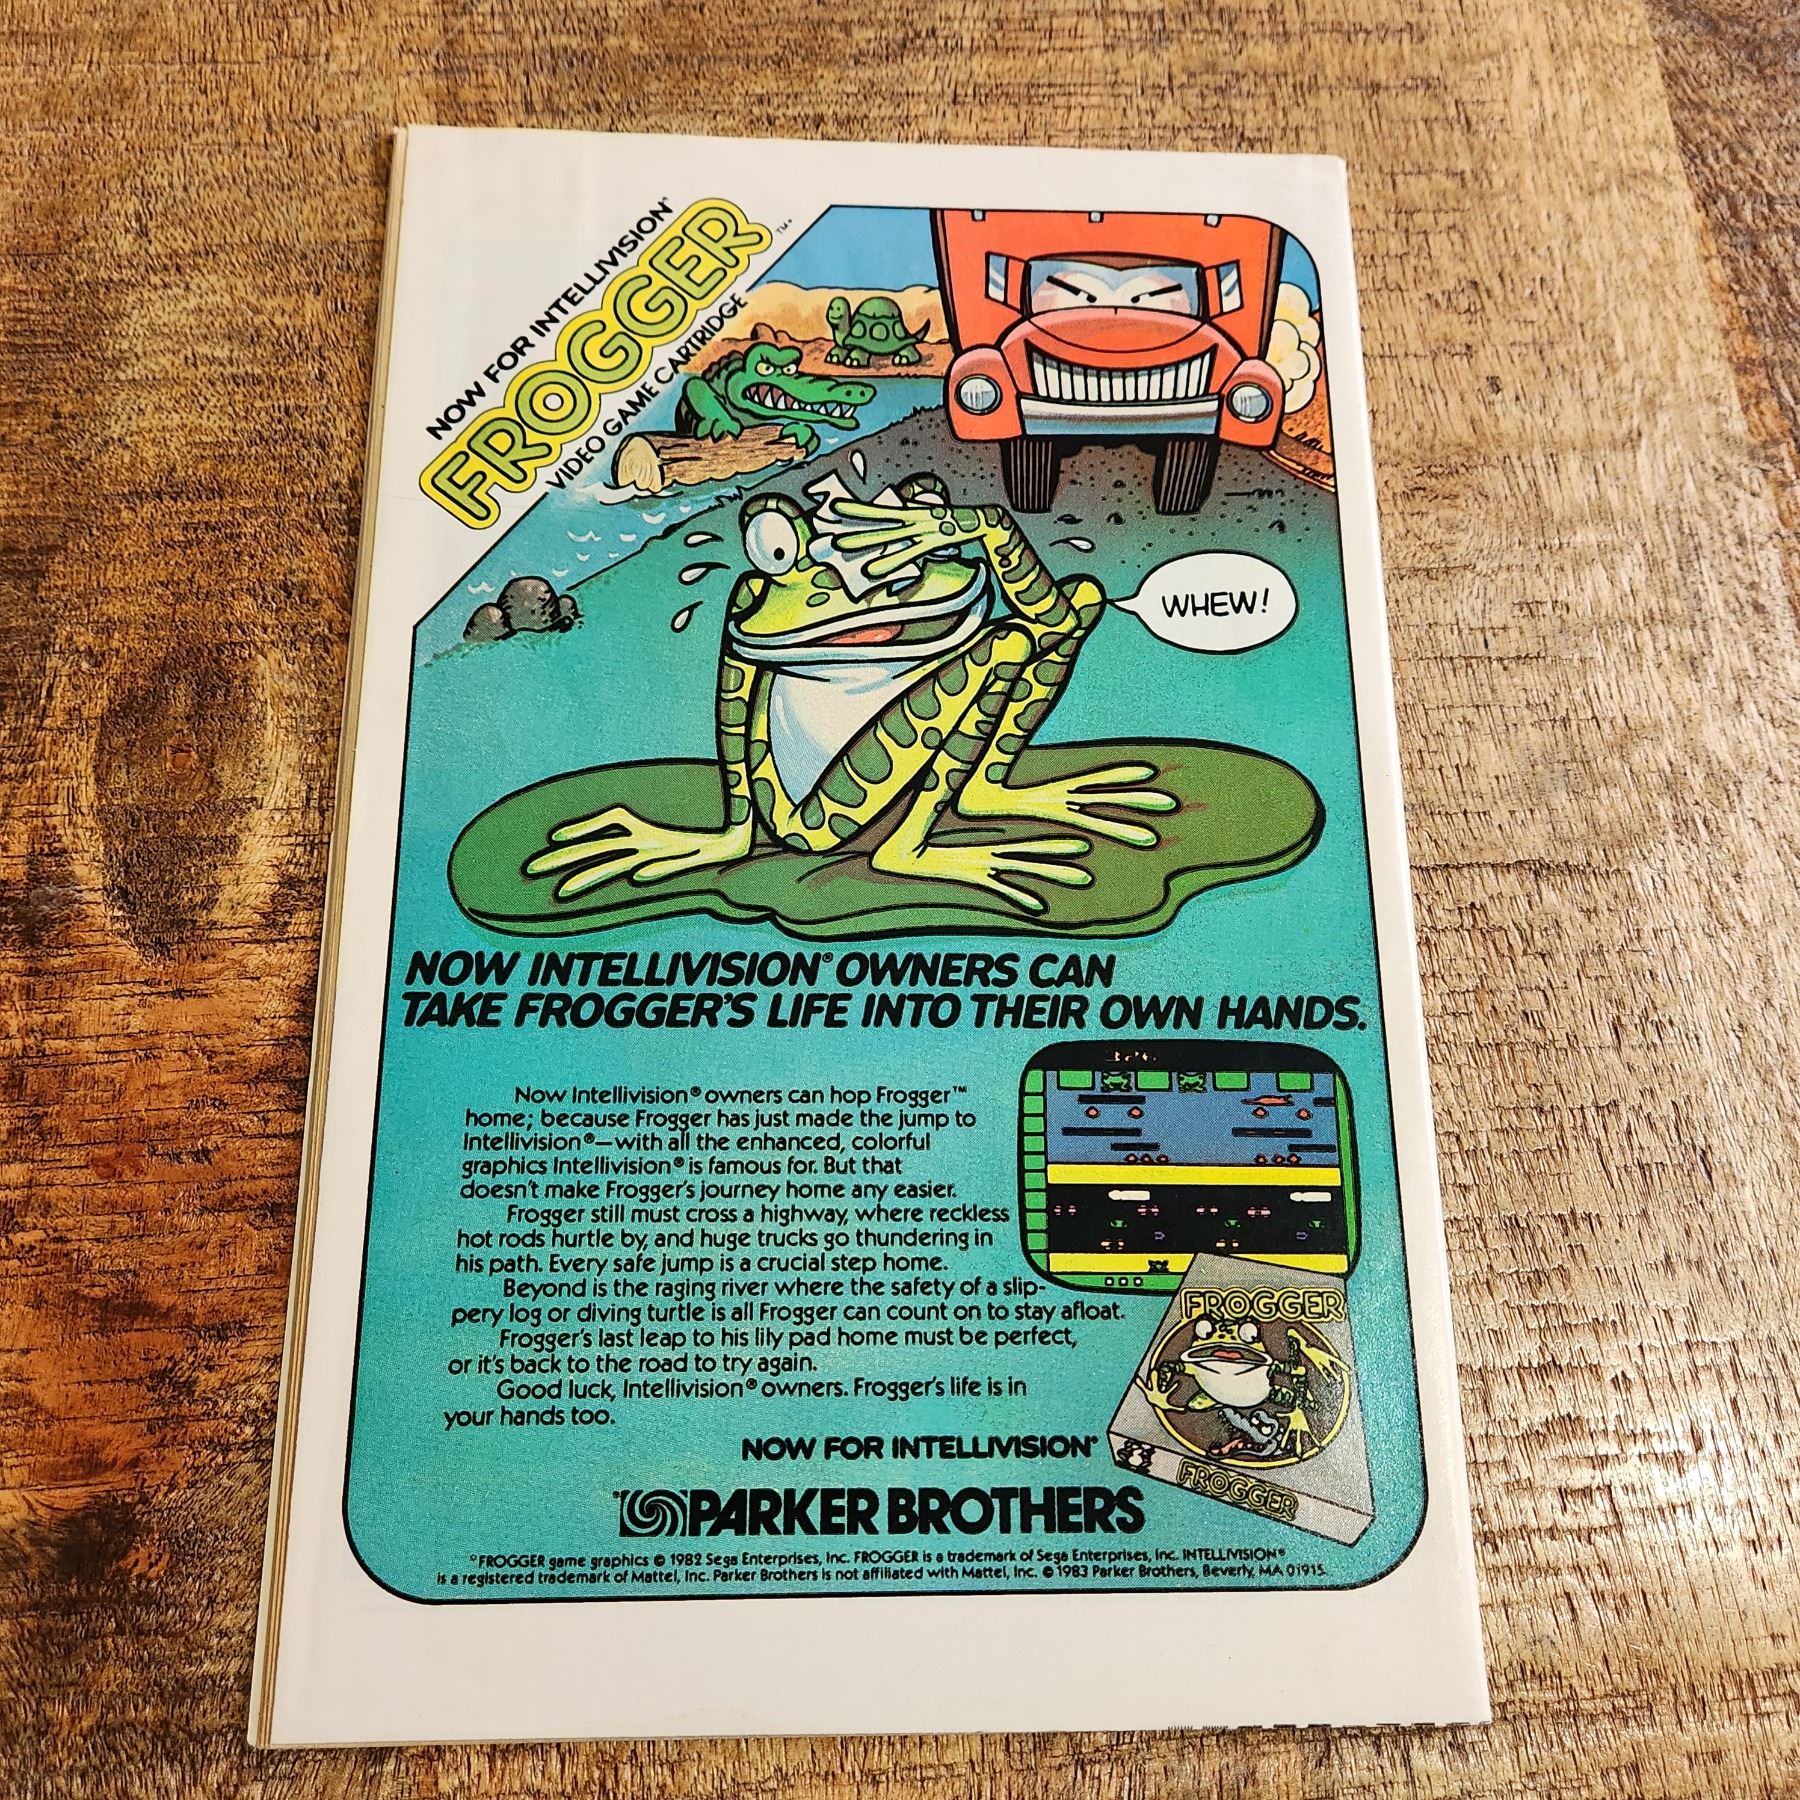 NOW FOR INTELLIVISION®
FROGGER™
VIDEO GAME CARTRIDGE
WHEW!
NOW INTELLIVISION® OWNERS CAN
TAKE FROGGER'S LIFE INTO THEIR OWN HANDS.
Now Intellivision® owners can hop Frogger™
home; because Frogger has just made the jump to
Intellivision®—with all the enhanced, colorful
graphics Intellivision® is famous for. But that
doesn't make Frogger's journey home any easier.
Frogger still must cross a highway, where reckless
hot rods hurtle by, and huge trucks go thundering in
his path. Every safe jump is a crucial step home.
Beyond is the raging river where the safety of a slip-
pery log or diving turtle is all Frogger can count on to stay afloat.
Frogger's last leap to his lily pad home must be perfect,
or it's back to the road to try again.
Good luck, Intellivision® owners. Frogger's life is in
your hands too.
FROGGER
FROGGER
NOW FOR INTELLIVISION®
PARKER BROTHERS
FROGGER game graphics © 1982 Sega Enterprises, Inc. FROGGER is a trademark of Sega Enterprises, Inc. INTELLIVISION®
is a registered trademark of Mattel, Inc. Parker Brothers is not affiliated with Mattel, Inc. © 1983 Parker Brothers, Beverly, MA 01915.